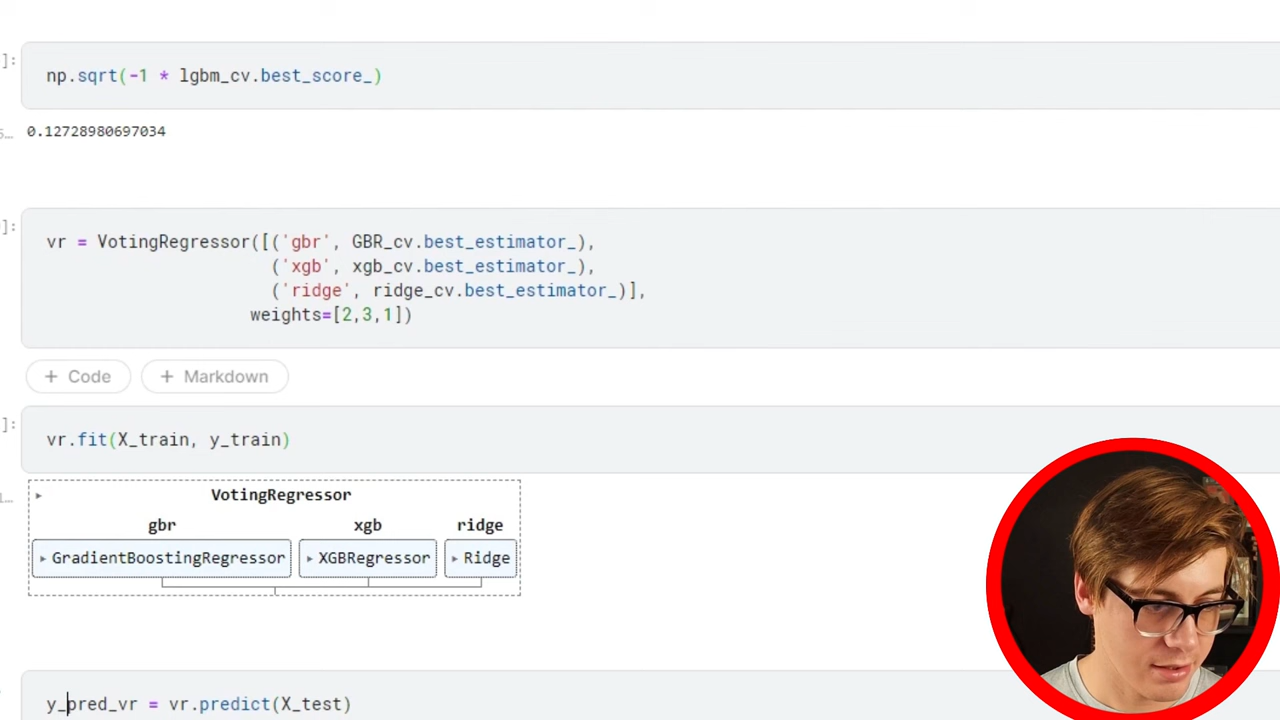 ]:
np.sqrt(-1 * lgbm_cv.best_score_)
0.12728980697034
]:
vr = VotingRegressor([('gbr', GBR_cv.best_estimator_),
('xgb', xgb_cv.best_estimator_),
('ridge', ridge_cv.best_estimator_)],
weights=[2,3,1])
+ Code + Markdown
]:
vr.fit(X_train, y_train)
VotingRegressor
gbr xgb ridge
GradientBoostingRegressor XGBRegressor Ridge
y_pred_vr = vr.predict(X_test)